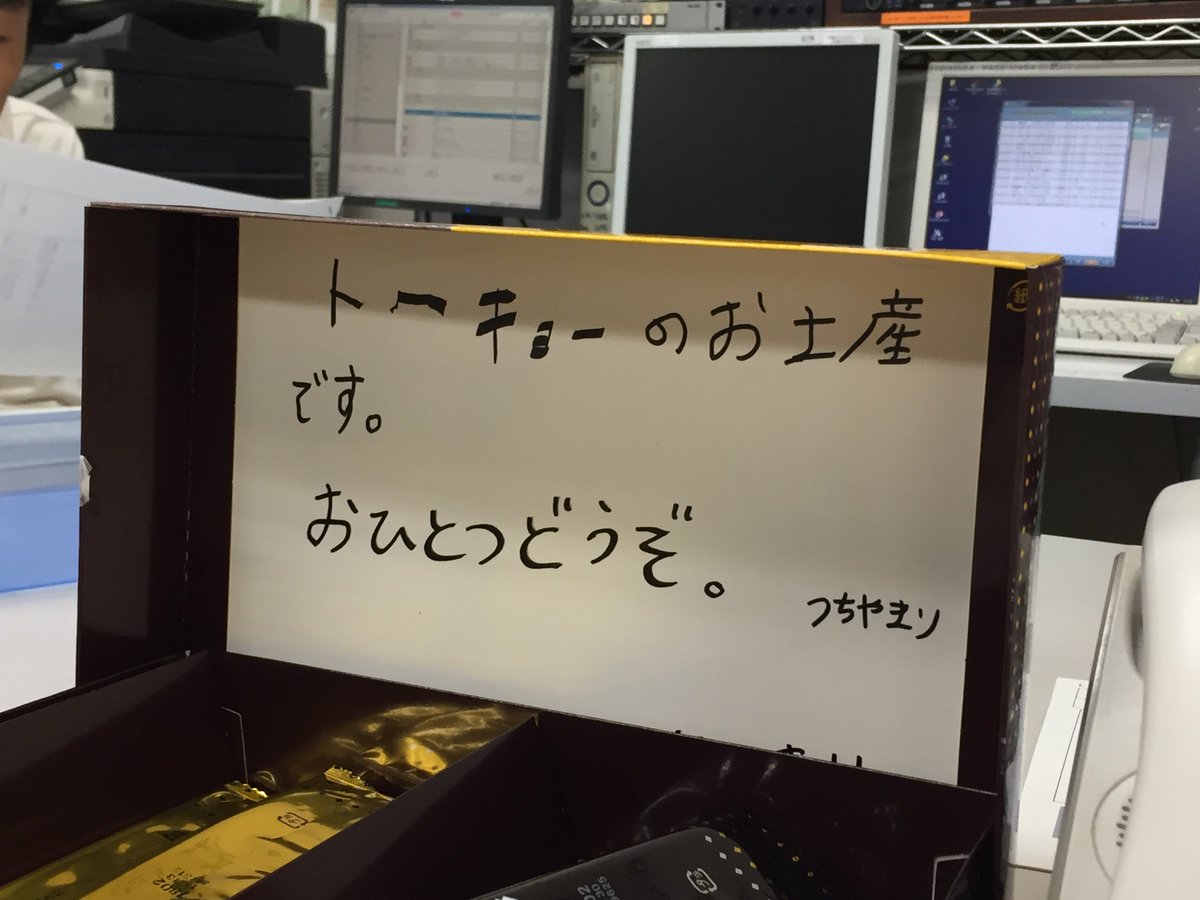 トーキョーのお土産
です。
おひとつどうぞ。
つちやまり